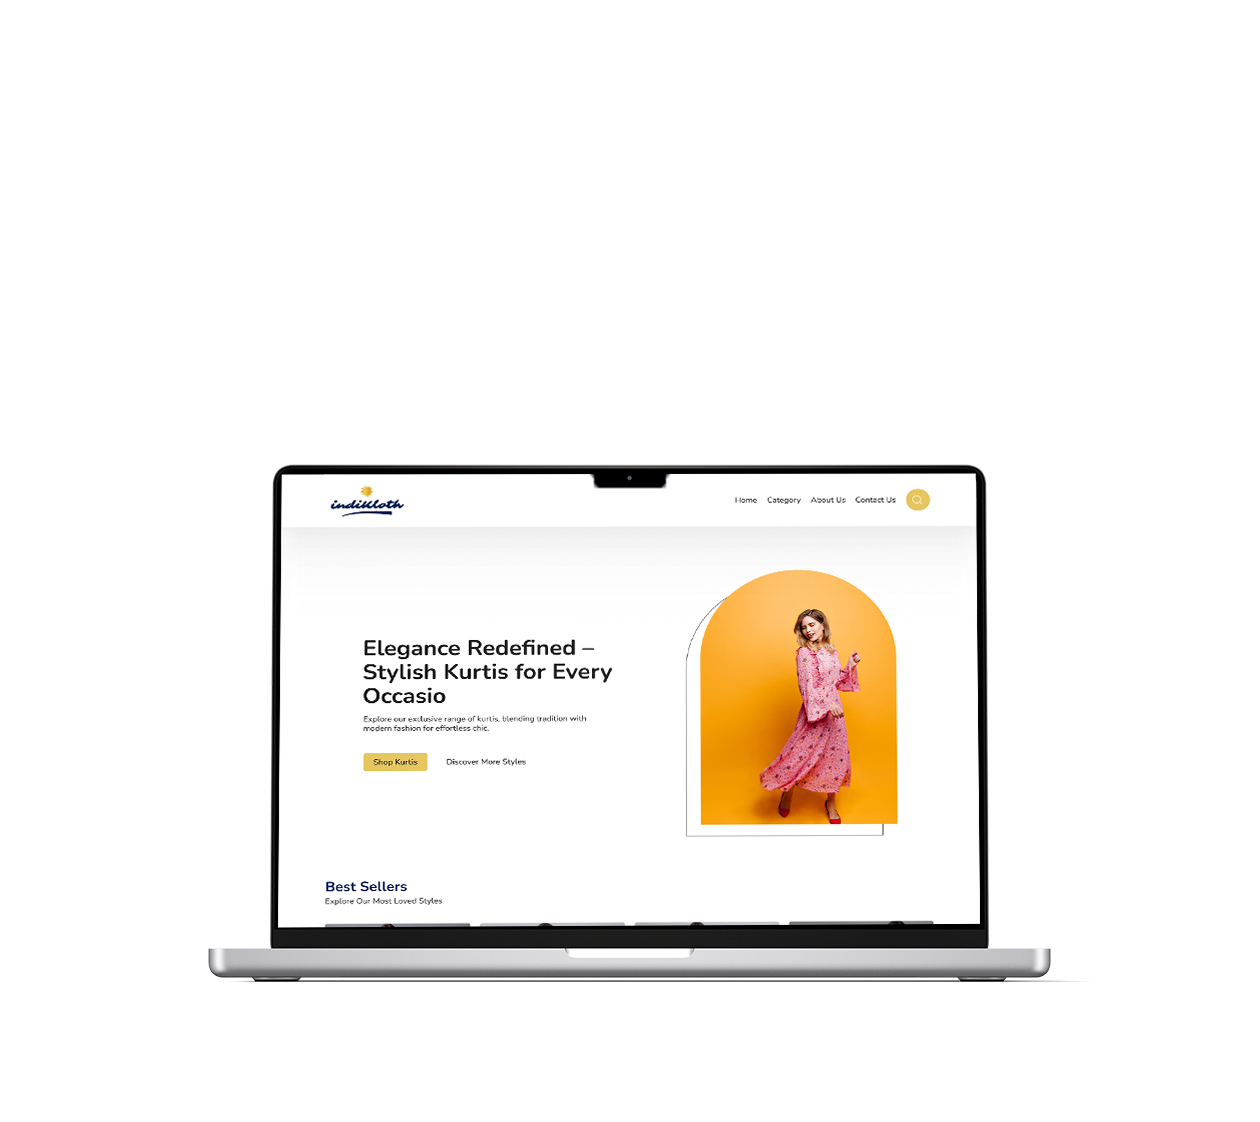 indikloth
Home Category About Us Contact Us
Elegance Redefined –
Stylish Kurtis for Every
Occasio
Explore our exclusive range of kurtis, blending tradition with
modern fashion for effortless chic.
Shop Kurtis Discover More Styles
Best Sellers
Explore Our Most Loved Styles